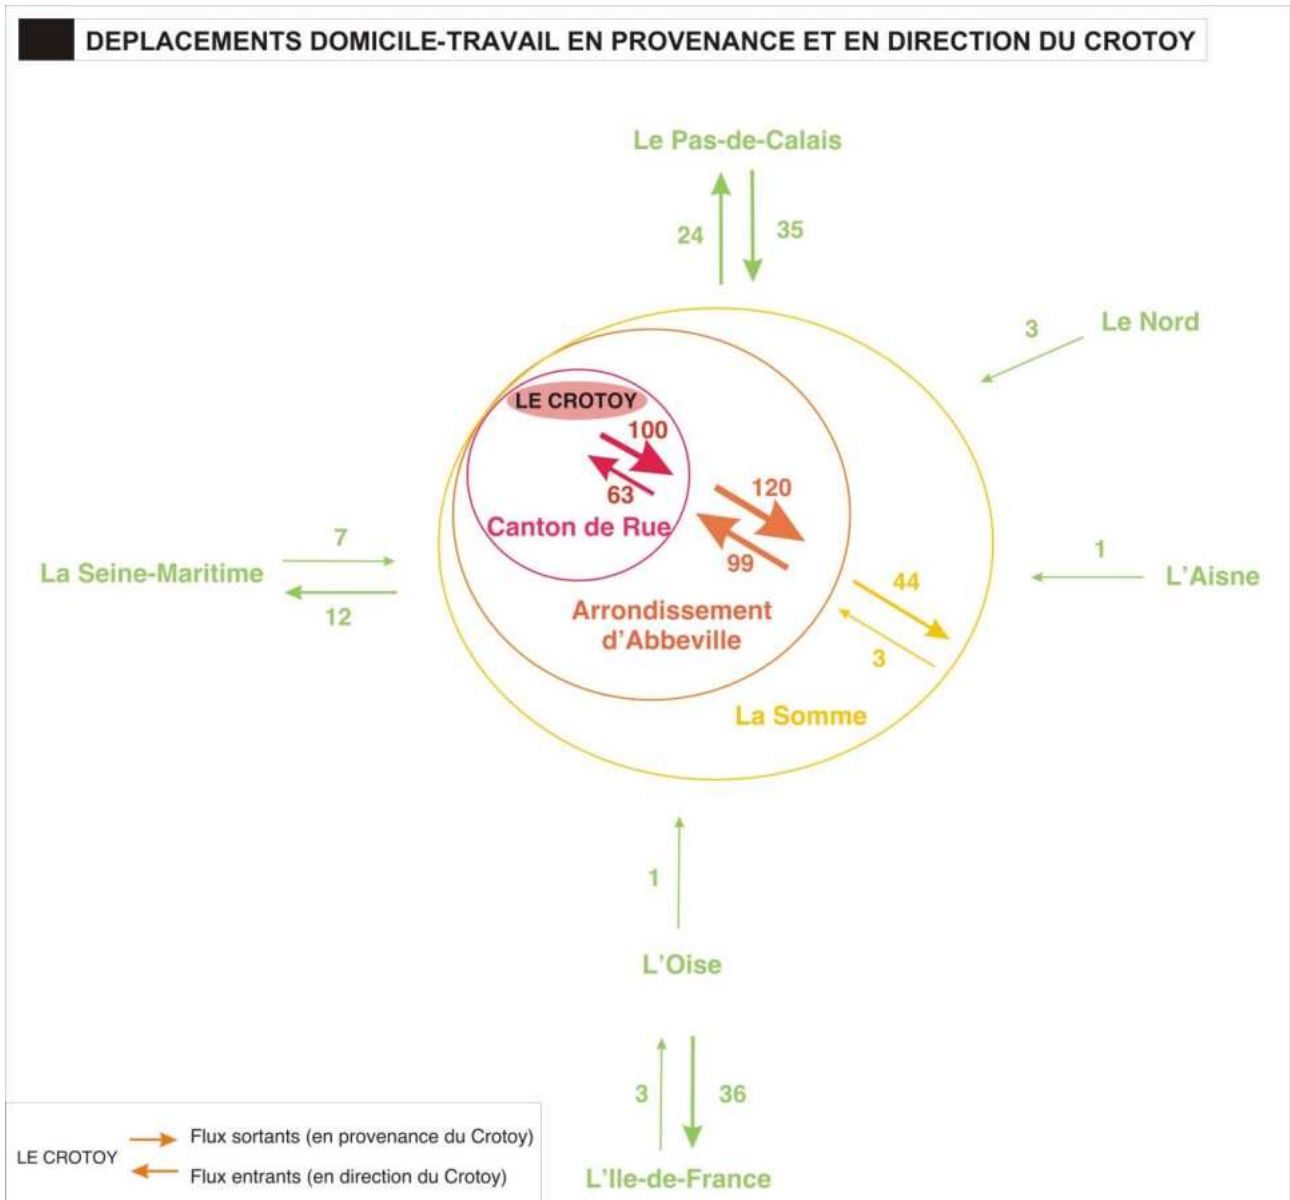 DEPLACEMENTS DOMICILE-TRAVAIL EN PROVENANCE ET EN DIRECTION DU CROTOY
Le Pas-de-Calais
24
35
Le Nord
3
LE CROTOY
100
63
Canton de Rue
120
99
Arrondissement
d'Abbeville
44
3
La Somme
7
La Seine-Maritime
12
1
L'Aisne
1
L'Oise
3
36
L'Ile-de-France
LE CROTOY
Flux sortants (en provenance du Crotoy)
Flux entrants (en direction du Crotoy)